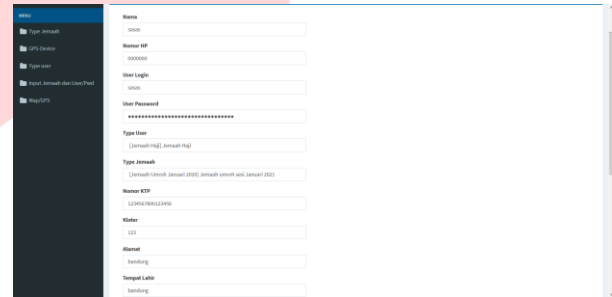 MENU
Type Jemaah
GPS-Device
Type user
Input Jemaah dan User/Pwd
Map/GPS
Nama
sasas
Nomor HP
0000000
User Login
sasas
User Password
Type User
[Jemaah Haji] Jemaah Haji
Type Jemaah
[Jemaah Umroh Januari 2020] Jemaah umroh sesi Januari 2021
Nomor KTP
1234567890123456
Kloter
123
Alamat
Bandung
Tempat Lahir
Bandung